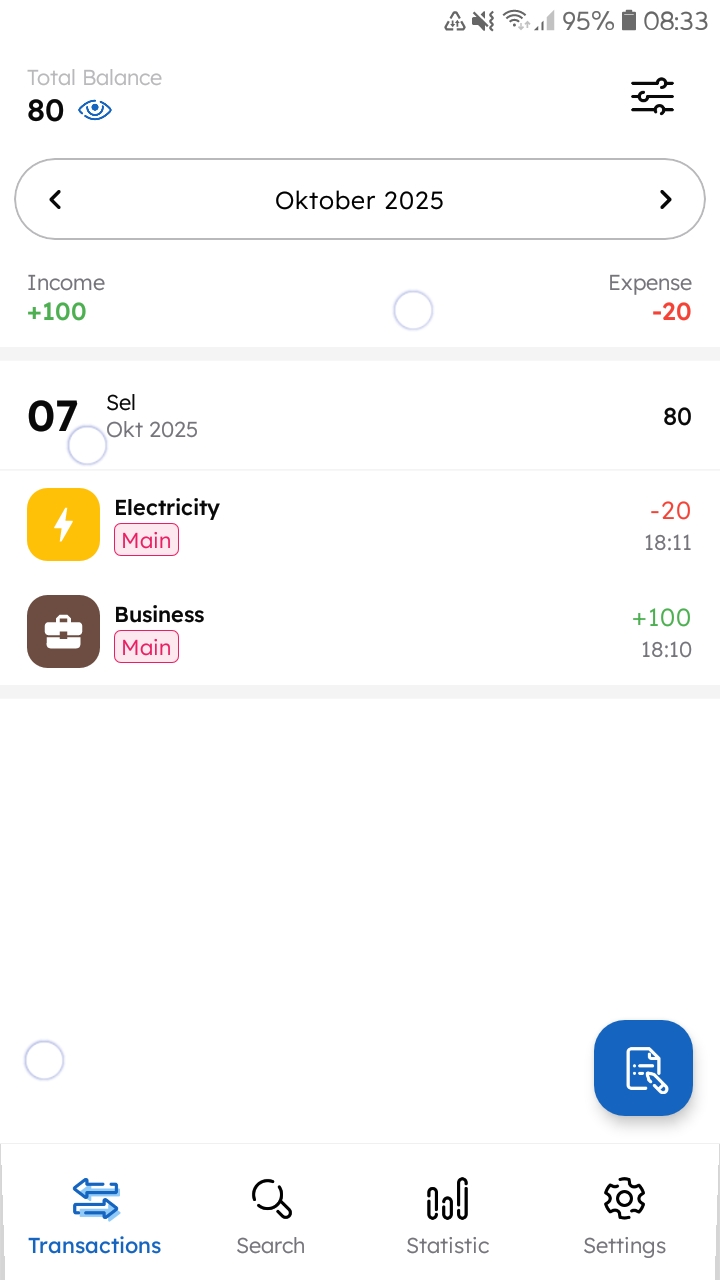 95% 08:33
Total Balance
80
Oktober 2025
Income
Expense
+100
-20
07
Sel
Okt 2025
80
Electricity
Main
-20
18:11
Business
Main
+100
18:10
Transactions
Search
Statistic
Settings